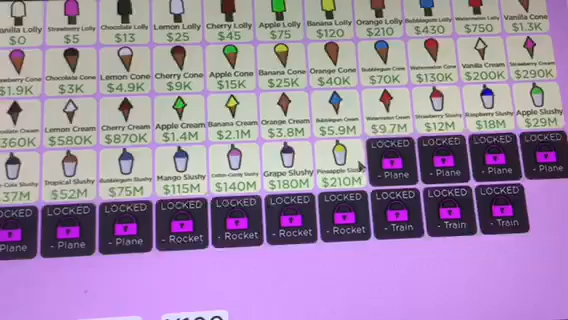 Vanilla Lolly Strawberry Lolly Chocolate Lolly Lemon Lolly Cherry Lolly Apple Lolly Banana Lolly Orange Lolly Bubblegum Lolly Watermelon Lolly Vanilla Cone
$0 $5 $13 $25 $45 $75 $120 $210 $430 $750 $1.3K
Chocolate Cone Lemon Cone Cherry Cone Apple Cone Banana Cone Orange Cone Bubblegum Cone Watermelon Cone Vanilla Cream Strawberry Cream
$1.9K $3K $4.9K $9K $15K $25K $40K $70K $130K $200K $290K
Lemon Cream Cherry Cream Apple Cream Banana Cream Orange Cream Bubblegum Cream Watermelon Cream Strawberry Slushy Raspberry Slushy Apple Slushy
360K $580K $870K $1.4M $2.1M $3.8M $5.9M $9.7M $12M $18M $29M
Tropical Slushy Bubblegum Slushy Mango Slushy Cotton-Candy Slushy Grape Slushy Pineapple Slushy LOCKED LOCKED LOCKED LOCKED
37M $52M $75M $115M $140M $180M $210M - Plane - Plane - Plane - Plane
LOCKED LOCKED LOCKED LOCKED LOCKED LOCKED LOCKED LOCKED LOCKED
Plane - Plane - Plane - Rocket - Rocket - Rocket - Rocket - Train - Train - Train